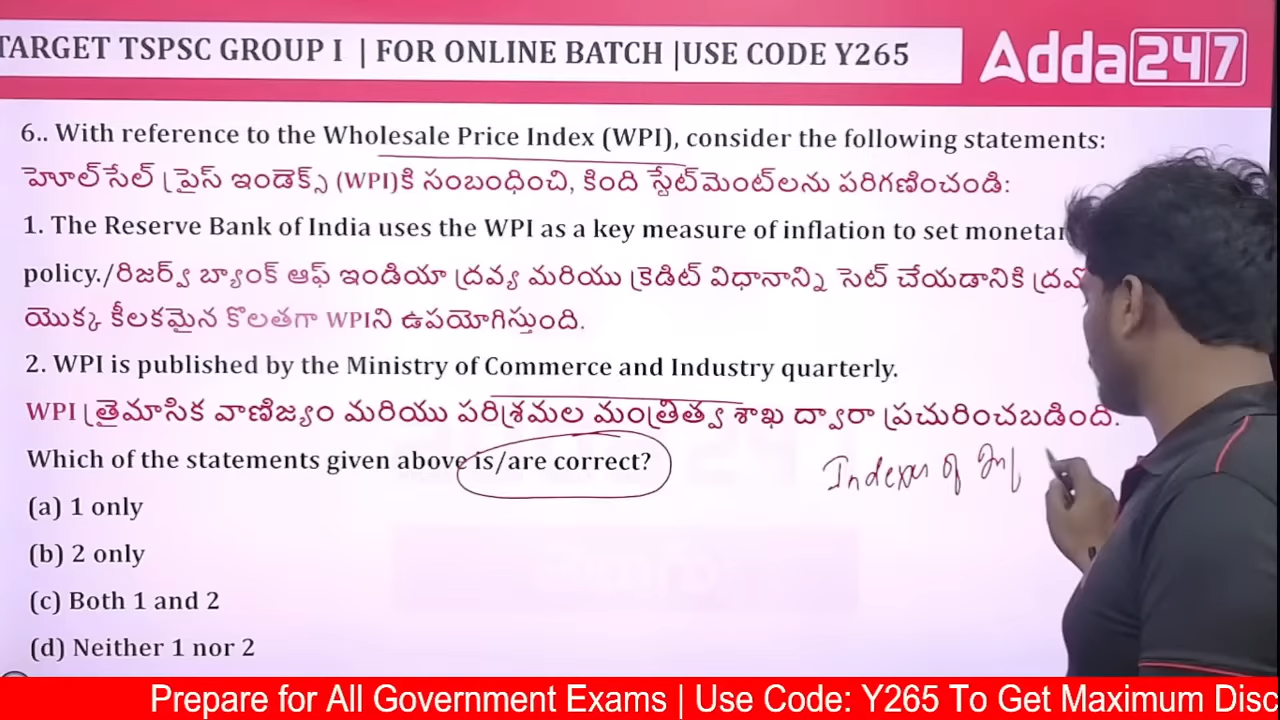 TARGET TSPSC GROUP I | FOR ONLINE BATCH |USE CODE Y265
Adda247
6.. With reference to the Wholesale Price Index (WPI), consider the following statements:
హెూల్‌సేల్ ప్రైస్ ఇండెక్స్ (WPI)కి సంబంధించి, కింది స్టేట్‌మెంట్‌లను పరిగణించండి:
1. The Reserve Bank of India uses the WPI as a key measure of inflation to set
policy./రిజర్వ్ బ్యాంక్ ఆఫ్ ఇండియా ద్రవ్య మరియు క్రెడిట్ విధానాన్ని సెట్ చేయడానికి
యొక్క కీలకమైన కొలతగా WPIని ఉపయోగిస్తుంది.
2. WPI is published by the Ministry of Commerce and Industry quarterly.
WPI త్రైమాసిక వాణిజ్యం మరియు పరిశ్రమల మంత్రిత్వ శాఖ ద్వారా ప్రచురించబడింది.
Which of the statements given above is/are correct?
Indexes of Inf
(a) 1 only
(b) 2 only
(c) Both 1 and 2
(d) Neither 1 nor 2
Prepare for All Government Exams | Use Code: Y265 To Get Maximum Disc